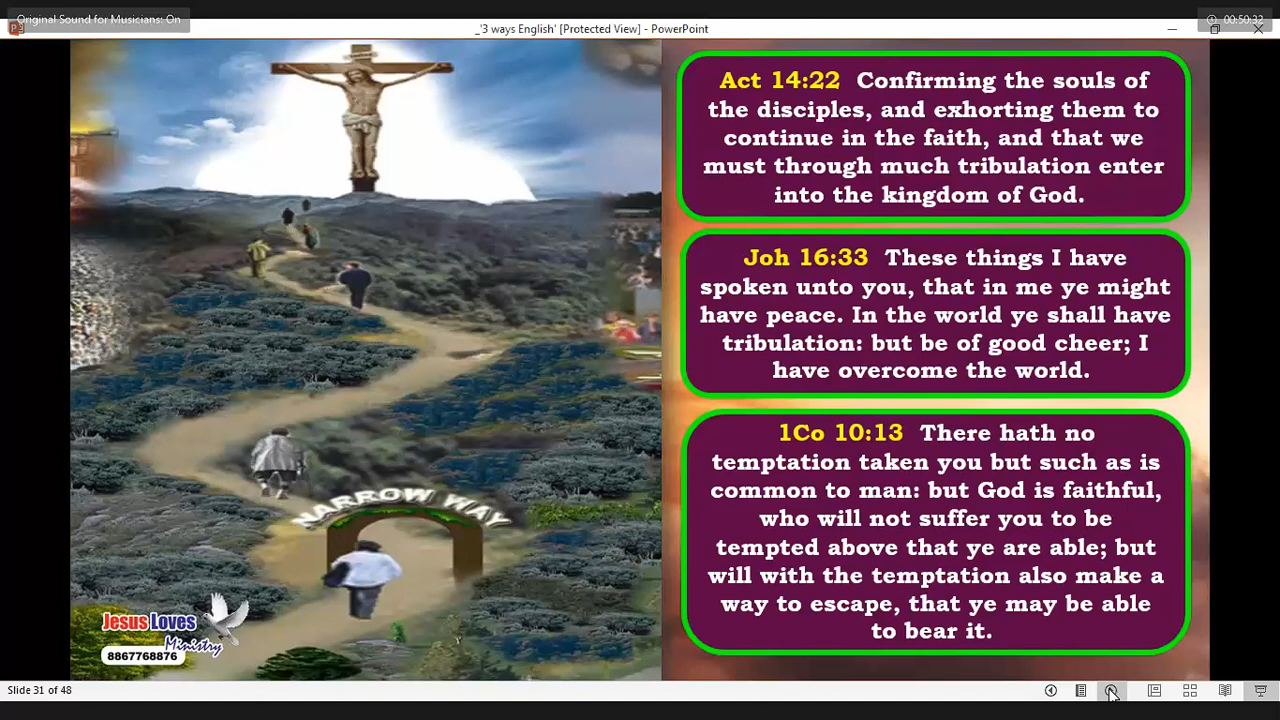 Original Sound for Musicians: On
00:50:32
_'3 ways English' [Protected View] - PowerPoint
Act 14:22 Confirming the souls of
the disciples, and exhorting them to
continue in the faith, and that we
must through much tribulation enter
into the kingdom of God.
Joh 16:33 These things I have
spoken unto you, that in me ye might
have peace. In the world ye shall have
tribulation: but be of good cheer; I
have overcome the world.
1Co 10:13 There hath no
temptation taken you but such as is
common to man: but God is faithful,
who will not suffer you to be
tempted above that ye are able; but
will with the temptation also make a
way to escape, that ye may be able
to bear it.
NARROW WAY
Jesus Loves
Ministry
8867768876
Slide 31 of 48